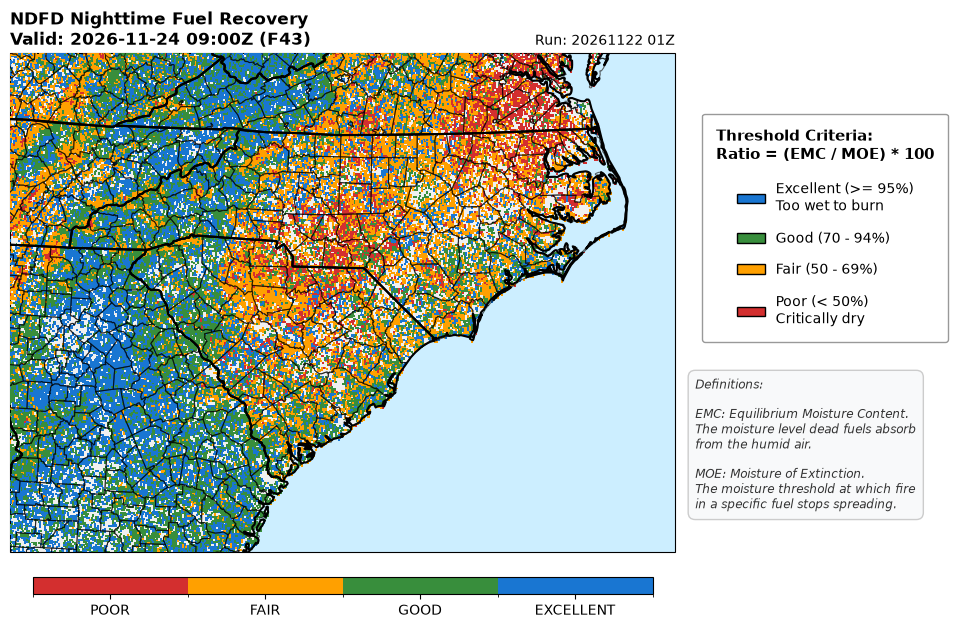 NDFD Nighttime Fuel Recovery
Valid: 2026-11-24 09:00Z (F43)
Run: 20261122 01Z
Threshold Criteria:
Ratio = (EMC / MOE) * 100
Excellent (>= 95%)
Too wet to burn
Good (70 - 94%)
Fair (50 - 69%)
Poor (< 50%)
Critically dry
Definitions:
EMC: Equilibrium Moisture Content.
The moisture level dead fuels absorb
from the humid air.
MOE: Moisture of Extinction.
The moisture threshold at which fire
in a specific fuel stops spreading.
POOR
FAIR
GOOD
EXCELLENT